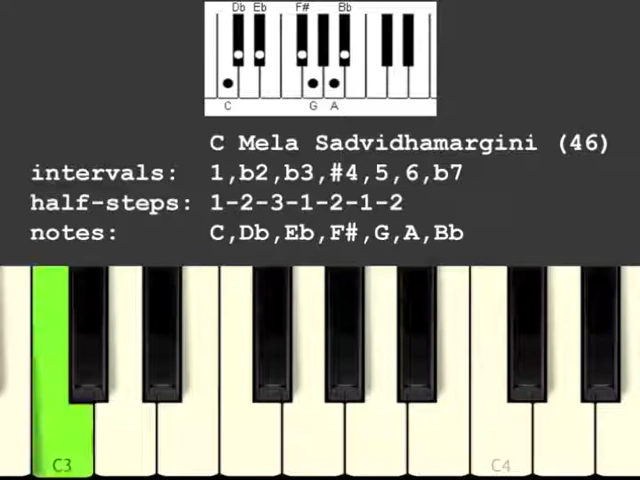 Db Eb F# Bb
C G A
C Mela Sadvidhamargini (46)
intervals: 1,b2,b3,#4,5,6,b7
half-steps: 1-2-3-1-2-1-2
notes: C,Db,Eb,F#,G,A,Bb
C3 C4